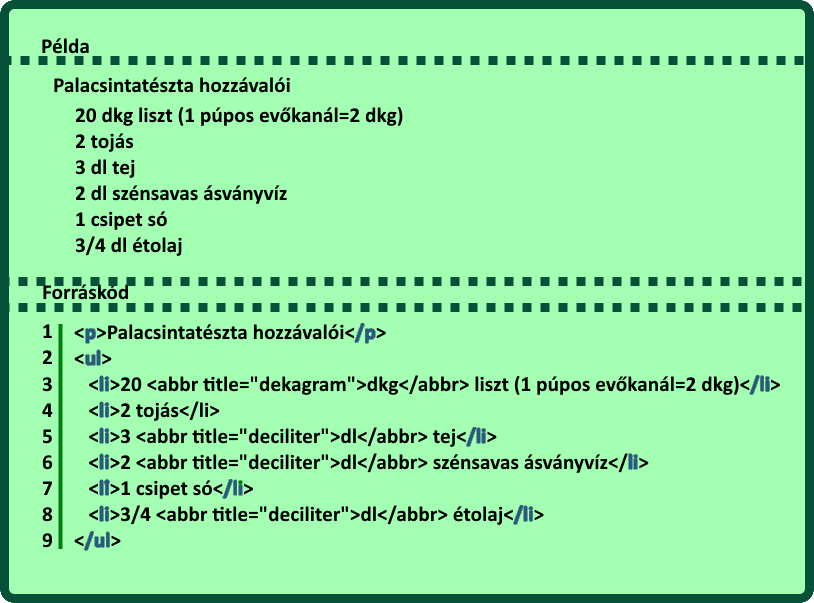 Példa
Palacsintatészta hozzávalói
20 dkg liszt (1 púpos evőkanál=2 dkg)
2 tojás
3 dl tej
2 dl szénsavas ásványvíz
1 csipet só
3/4 dl étolaj
Forráskód
1 <p>Palacsintatészta hozzávalói</p>
2 <ul>
3 <li>20 <abbr title="dekagram">dkg</abbr> liszt (1 púpos evőkanál=2 dkg)</li>
4 <li>2 tojás</li>
5 <li>3 <abbr title="deciliter">dl</abbr> tej</li>
6 <li>2 <abbr title="deciliter">dl</abbr> szénsavas ásványvíz</li>
7 <li>1 csipet só</li>
8 <li>3/4 <abbr title="deciliter">dl</abbr> étolaj</li>
9 </ul>